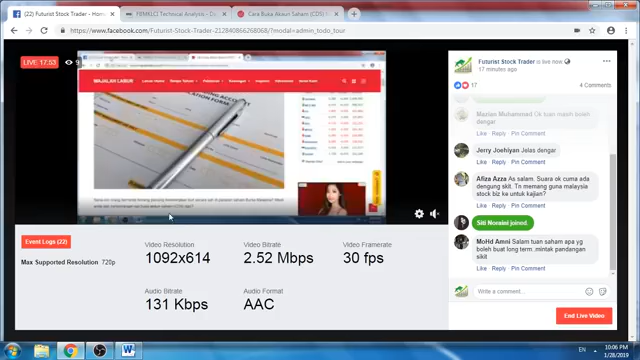 (22) Futurist Stock Trader - Hom
FBMKLCI Technical Analysis - D
Cara Buka Akaun Saham (CDS)
https://www.facebook.com/Futurist-Stock-Trader-212840866268068/?modal=admin_todo_tour
LIVE 17:53
9
MAJALAH LABUR
Futurist Stock Trader is live now
17 minutes ago
17
4 Comments
Mazlan Muhammad Ok tuan masih boleh
dengar
Like Reply Pin Comment
Jerry Joehiyan Jelas dengar
Like Reply Pin Comment
Afiza Azza As salam. Suara ok cuma ada
dengung skit. Tn memang guna malaysia
stock biz ke untuk kajian?
Like Reply Pin Comment
Siti Noraini joined.
MoHd Amni Salam tuan saham apa yg
boleh buat long term..mintak pandangan
sikit
Like Reply Pin Comment
Write a comment...
End Live Video
Event Logs (22)
Max Supported Resolution: 720p
Video Resolution
1092x614
Video Bitrate
2.52 Mbps
Video Framerate
30 fps
Audio Bitrate
131 Kbps
Audio Format
AAC
EN
10:06 PM
1/28/2019